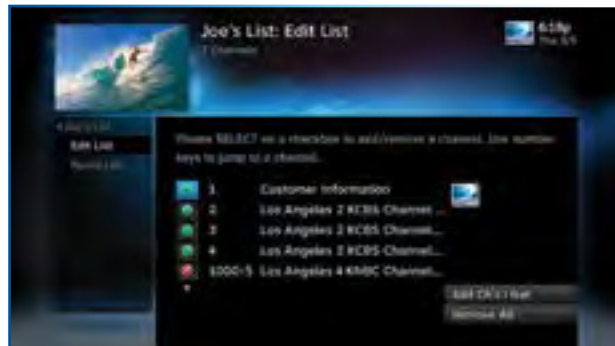 Joe's List: Edit List
7 Channels
6:18p
Edit List
Please SELECT on a checkbox to add/remove a channel. Use number
keys to jump to a channel.
1 Customer Information
2 Los Angeles 2 KCBS Channel...
3 Los Angeles 2 KCBS Channel...
4 Los Angeles 2 KCBS Channel...
1000-5 Los Angeles 4 KNBC Channel...
Remove All